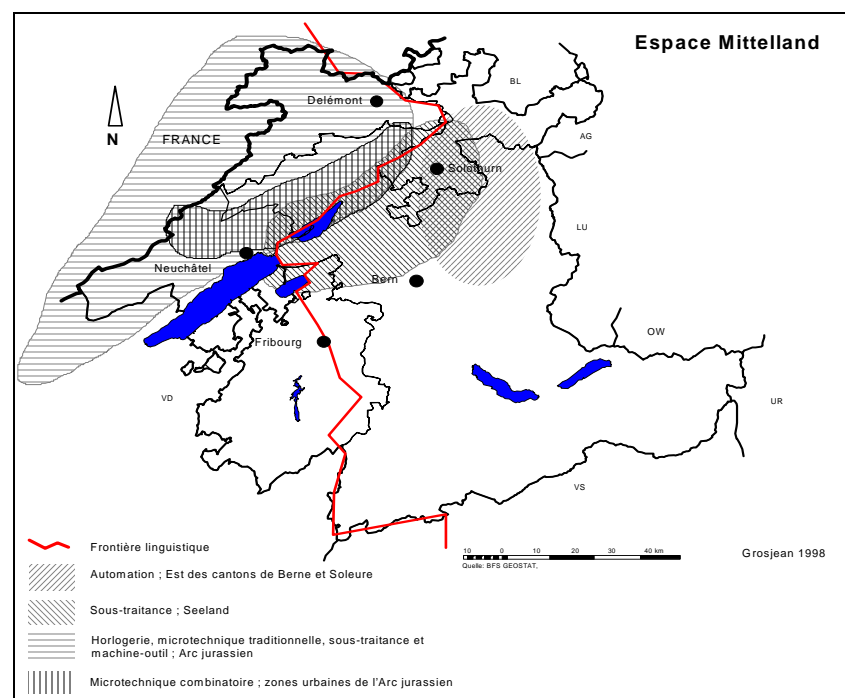 Espace Mittelland
BL
Delémont
N
FRANCE
AG
Solothurn
LU
Neuchâtel
Bern
Fribourg
OW
VD
UR
VS
Frontière linguistique
10 0 10 20 30 40 km
Quelle: BFS GEOSTAT,
Grosjean 1998
Automation ; Est des cantons de Berne et Soleure
Sous-traitance ; Seeland
Horlogerie, microtechnique traditionnelle, sous-traitance et
machine-outil ; Arc jurassien
Microtechnique combinatoire ; zones urbaines de l'Arc jurassien